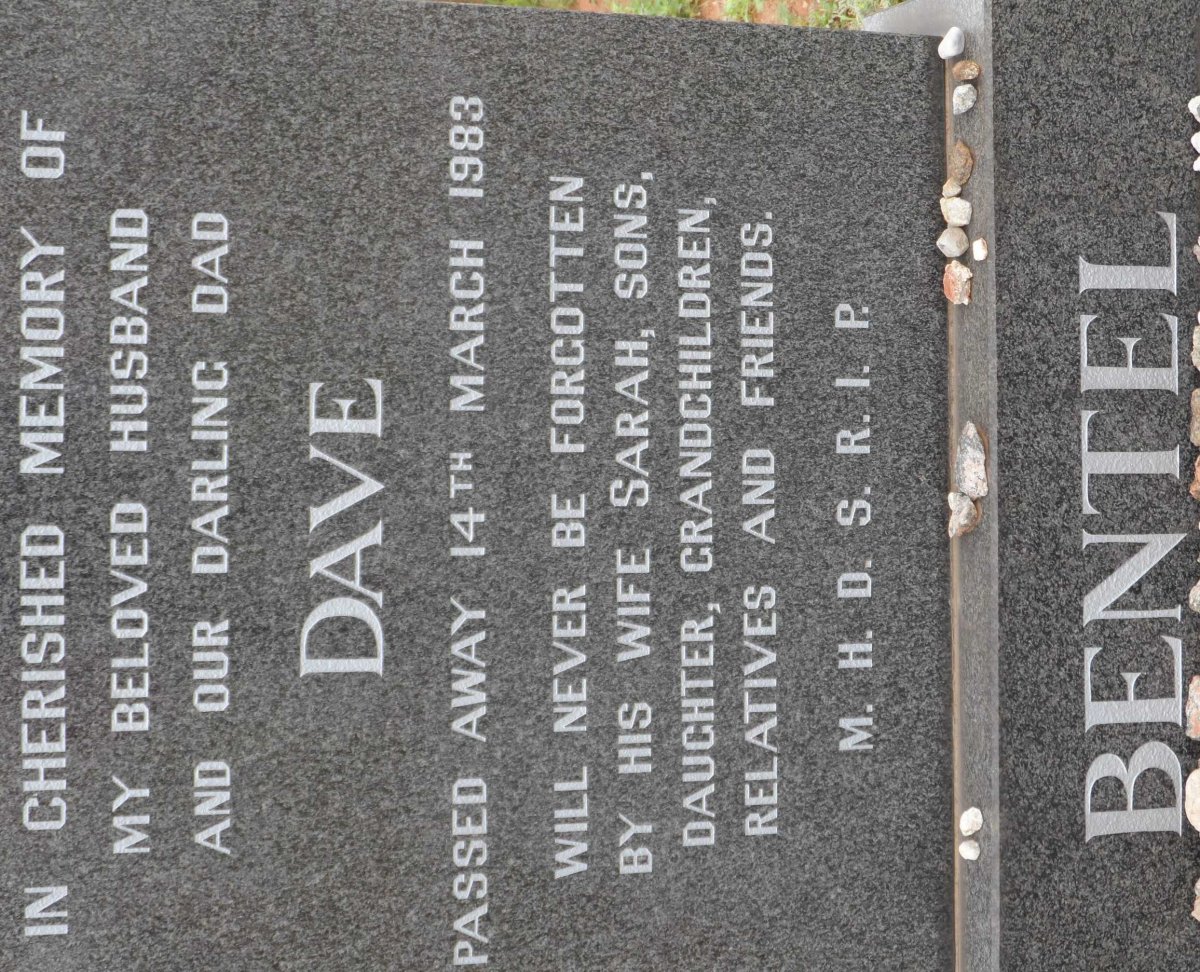 IN CHERISHED MEMORY OF
MY BELOVED HUSBAND
AND OUR DARLING DAD
DAVE
PASSED AWAY 14TH MARCH 1983
WILL NEVER BE FORGOTTEN
BY HIS WIFE SARAH, SONS,
DAUGHTER, GRANDCHILDREN,
RELATIVES AND FRIENDS.
M. H. D. S. R. I. P.
BENTEL